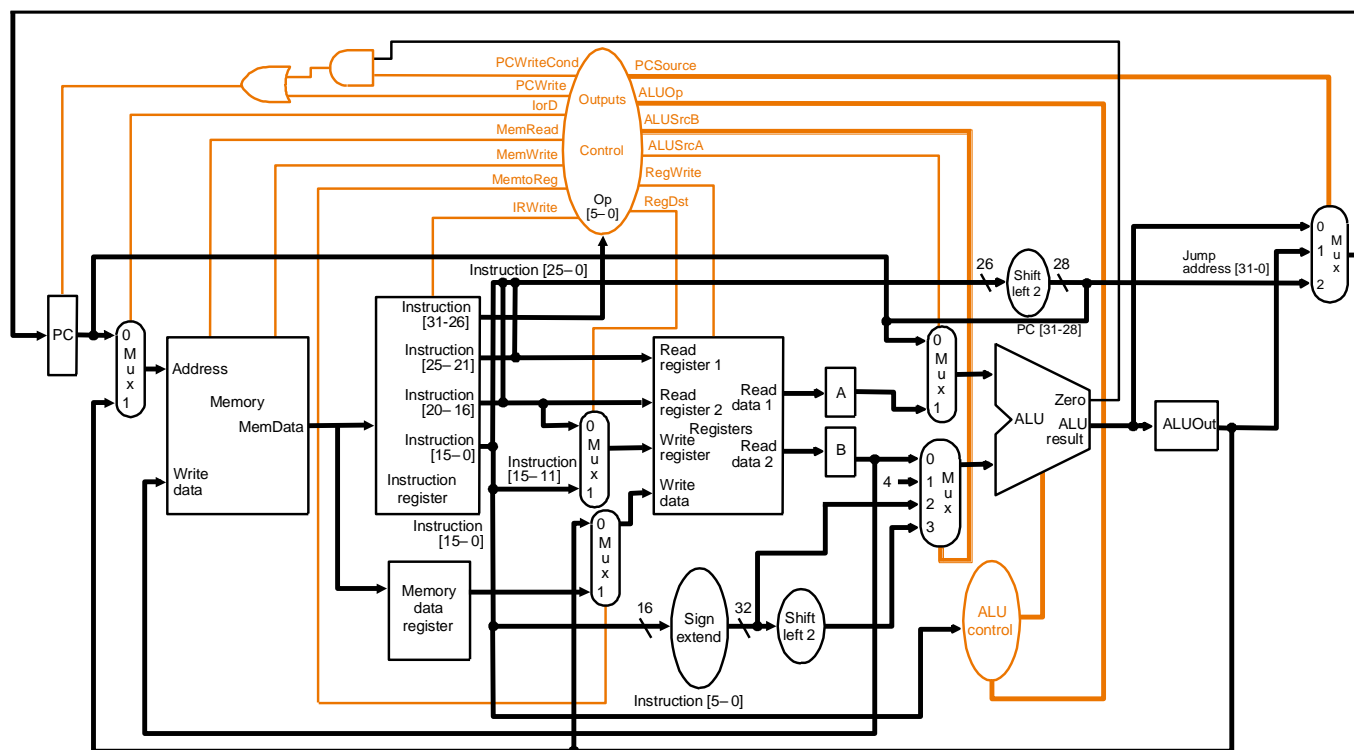 PCWriteCond
PCWrite
IorD
MemRead
MemWrite
MemtoReg
IRWrite
Outputs
Control
Op
[5–0]
PCSource
ALUOp
ALUSrcB
ALUSrcA
RegWrite
RegDst
PC
0
M
u
x
1
Address
Memory
MemData
Write
data
Instruction [25–0]
Instruction
[31-26]
Instruction
[25–21]
Instruction
[20–16]
Instruction
[15–0]
Instruction
register
Instruction
[15–0]
Memory
data
register
Instruction
[15–11]
0
M
u
x
1
0
M
u
x
1
Read
register 1
Read
register 2
Write
register
Write
data
Registers
Read
data 1
Read
data 2
16
Sign
extend
32
Shift
left 2
Instruction [5–0]
A
B
4
26
Shift
left 2
28
PC [31-28]
Jump
address [31-0]
0
M
u
x
1
0
1
2
3
M
u
x
ALU
Zero
ALU
result
ALU
control
ALUOut
0
1
2
M
u
x